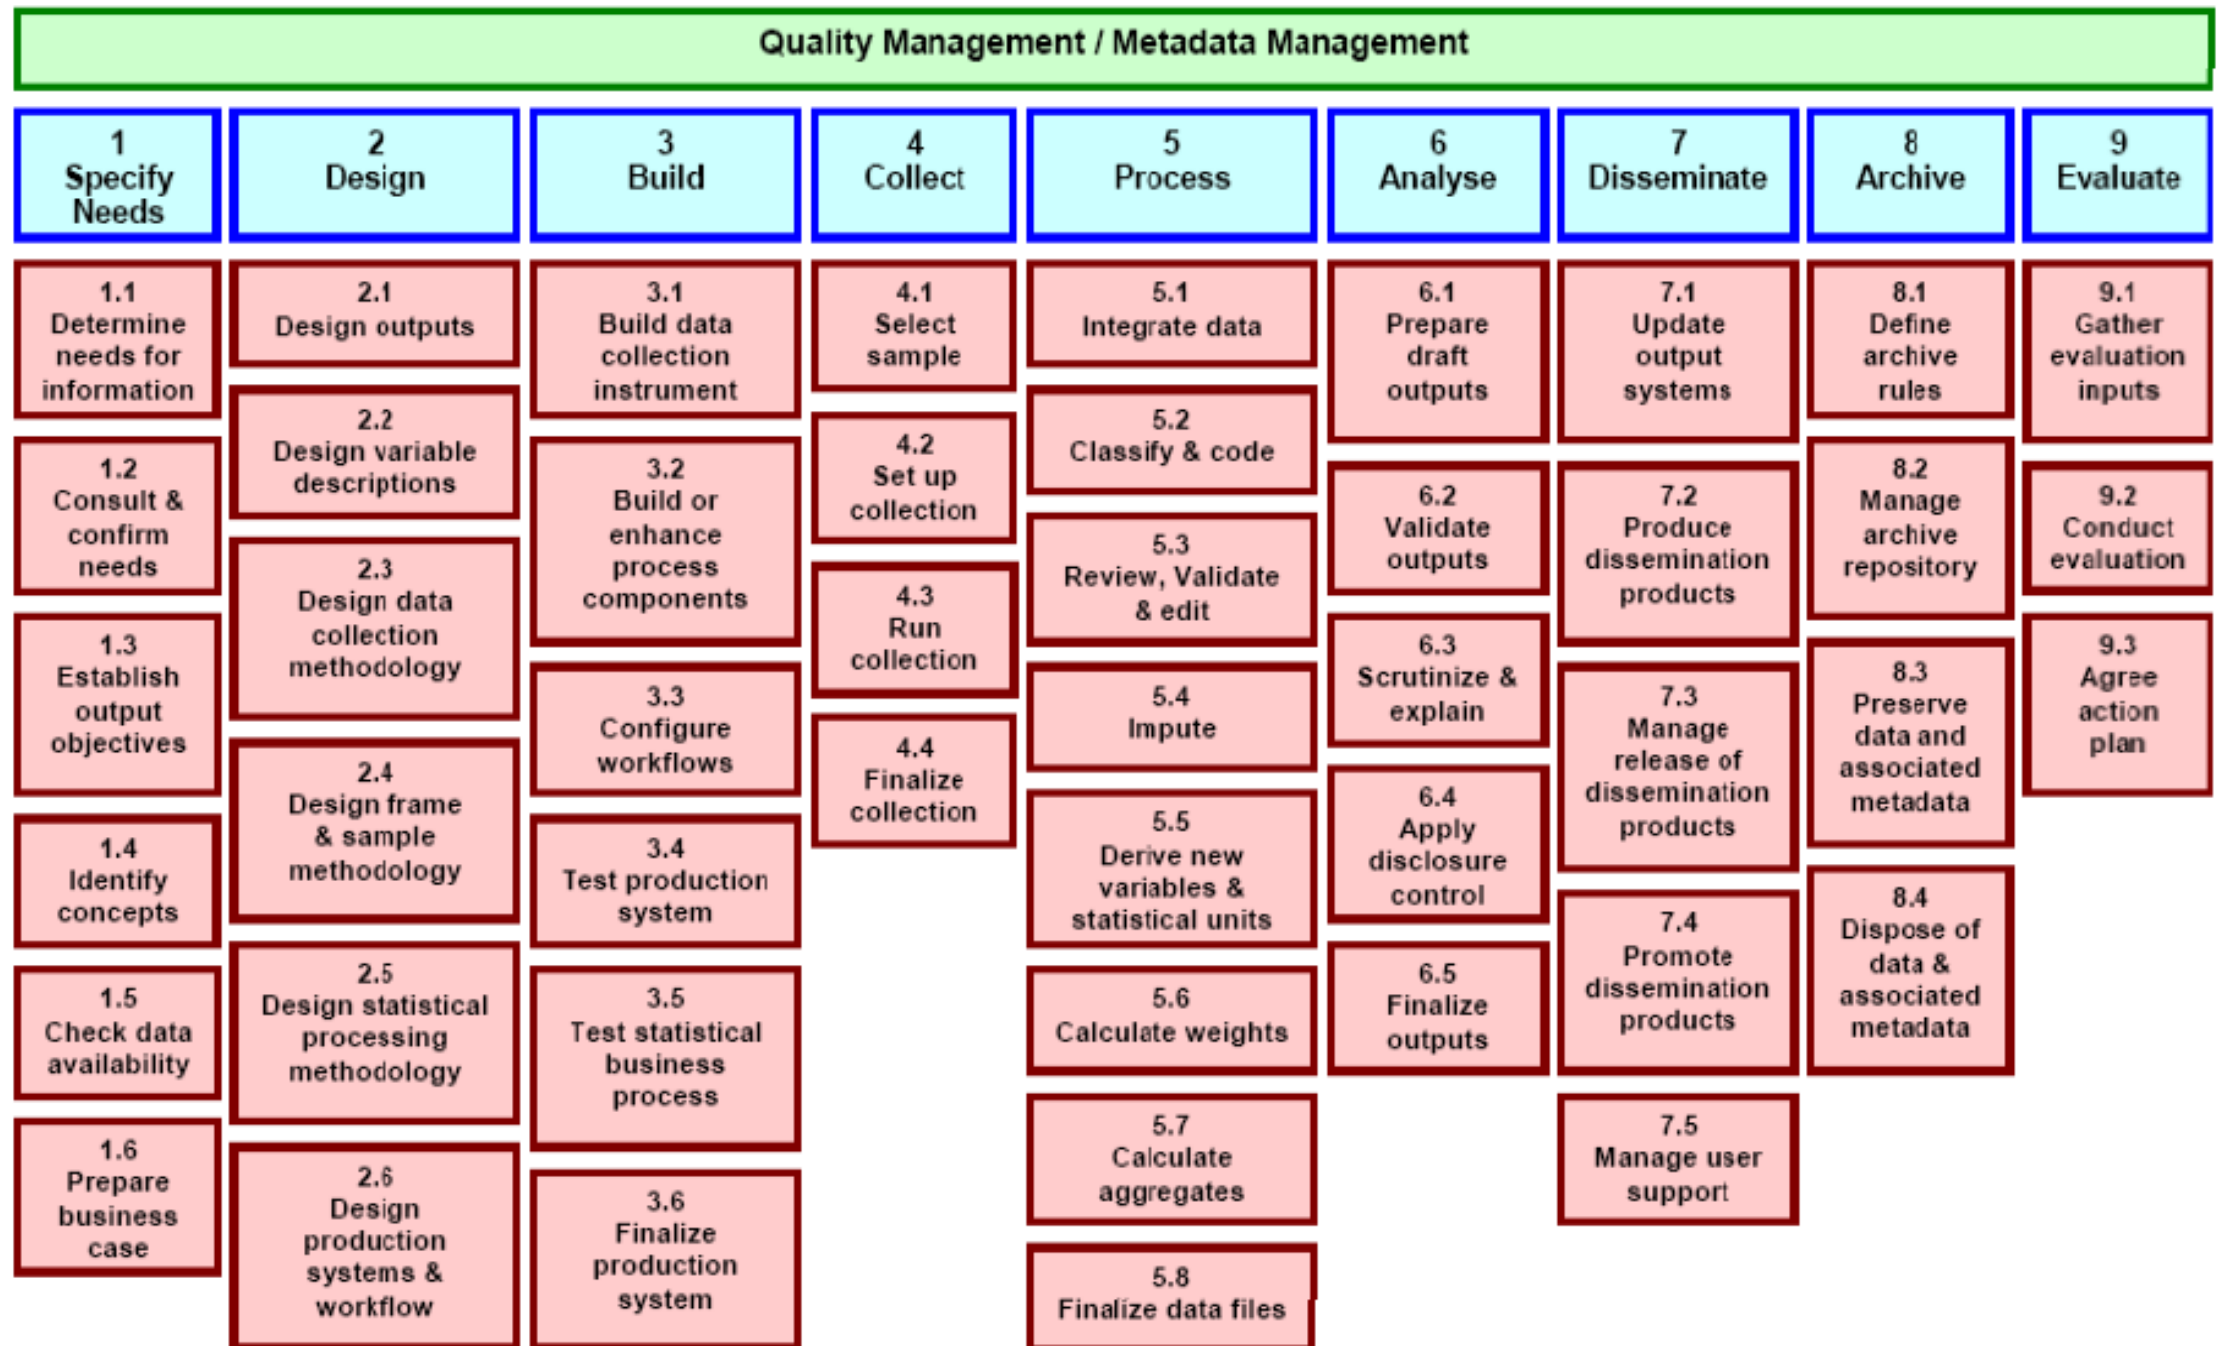 Quality Management / Metadata Management
1
Specify
Needs
2
Design
3
Build
4
Collect
5
Process
6
Analyse
7
Disseminate
8
Archive
9
Evaluate
1.1
Determine
needs for
information
1.2
Consult &
confirm
needs
1.3
Establish
output
objectives
1.4
Identify
concepts
1.5
Check data
availability
1.6
Prepare
business
case
2.1
Design outputs
2.2
Design variable
descriptions
2.3
Design data
collection
methodology
2.4
Design frame
& sample
methodology
2.5
Design statistical
processing
methodology
2.6
Design
production
systems &
workflow
3.1
Build data
collection
instrument
3.2
Build or
enhance
process
components
3.3
Configure
workflows
3.4
Test production
system
3.5
Test statistical
business
process
3.6
Finalize
production
system
4.1
Select
sample
4.2
Set up
collection
4.3
Run
collection
4.4
Finalize
collection
5.1
Integrate data
5.2
Classify & code
5.3
Review, Validate
& edit
5.4
Impute
5.5
Derive new
variables &
statistical units
5.6
Calculate weights
5.7
Calculate
aggregates
5.8
Finalize data files
6.1
Prepare
draft
outputs
6.2
Validate
outputs
6.3
Scrutinize &
explain
6.4
Apply
disclosure
control
6.5
Finalize
outputs
7.1
Update
output
systems
7.2
Produce
dissemination
products
7.3
Manage
release of
dissemination
products
7.4
Promote
dissemination
products
7.5
Manage user
support
8.1
Define
archive
rules
8.2
Manage
archive
repository
8.3
Preserve
data and
associated
metadata
8.4
Dispose of
data &
associated
metadata
9.1
Gather
evaluation
inputs
9.2
Conduct
evaluation
9.3
Agree
action
plan